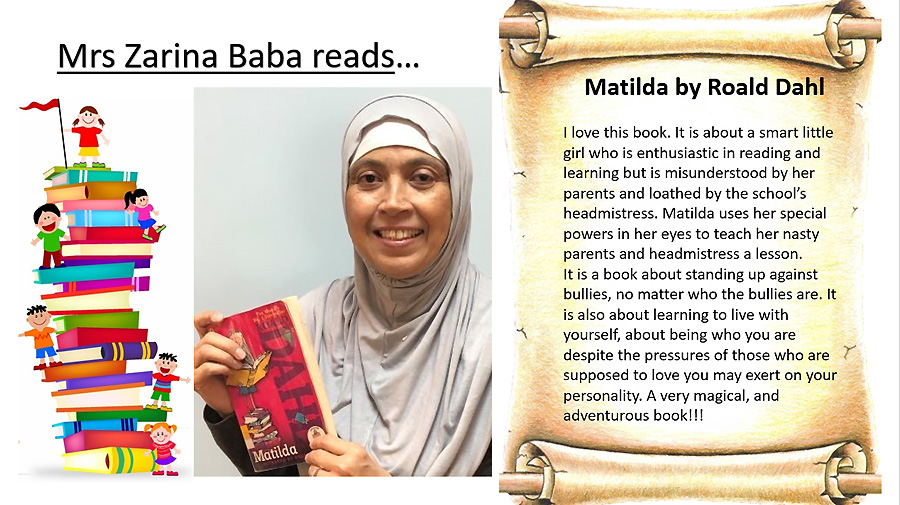 Mrs Zarina Baba reads…
DAHL
Matilda
Matilda by Roald Dahl
I love this book. It is about a smart little
girl who is enthusiastic in reading and
learning but is misunderstood by her
parents and loathed by the school’s
headmistress. Matilda uses her special
powers in her eyes to teach her nasty
parents and headmistress a lesson.
It is a book about standing up against
bullies, no matter who the bullies are. It
is also about learning to live with
yourself, about being who you are
despite the pressures of those who are
supposed to love you may exert on your
personality. A very magical, and
adventurous book!!!